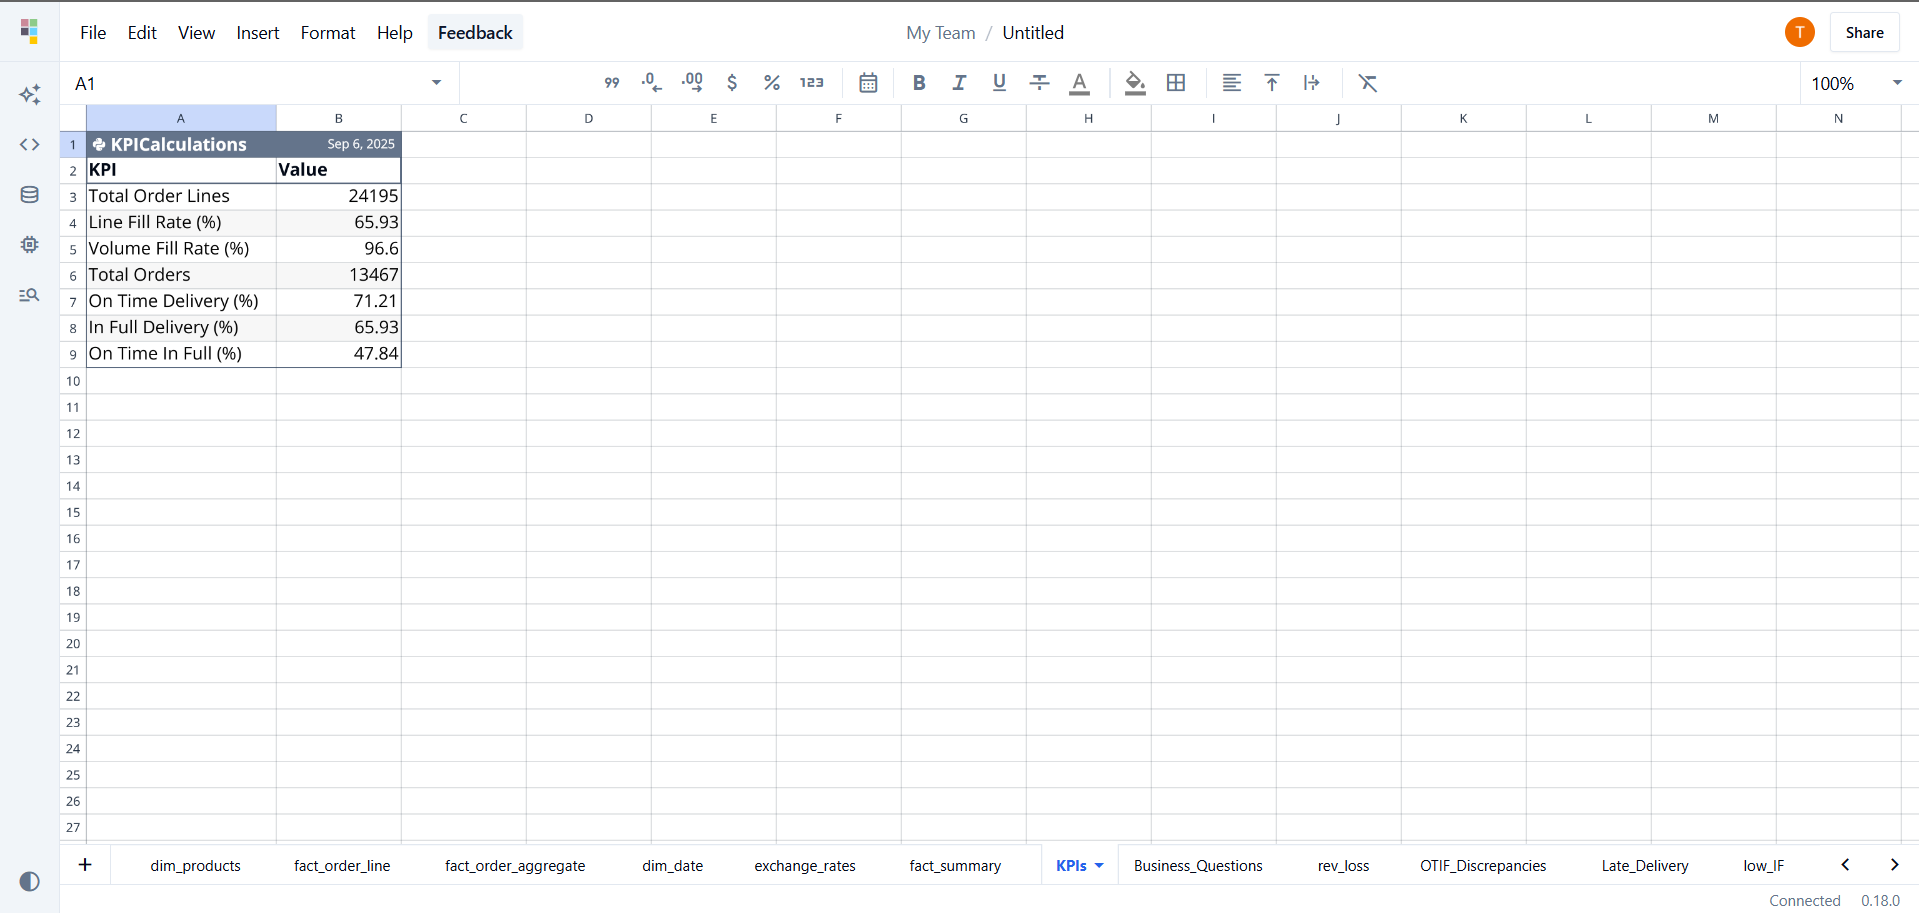 File Edit View Insert Format Help Feedback
My Team / Untitled
T
Share
A1
99 .0 .00 $ % 123
B I U A
100%
A B C D E F G H I J K L M N
1 KPICalculations Sep 6, 2025
2 KPI Value
3 Total Order Lines 24195
4 Line Fill Rate (%) 65.93
5 Volume Fill Rate (%) 96.6
6 Total Orders 13467
7 On Time Delivery (%) 71.21
8 In Full Delivery (%) 65.93
9 On Time In Full (%) 47.84
10
11
12
13
14
15
16
17
18
19
20
21
22
23
24
25
26
27
+ dim_products fact_order_line fact_order_aggregate dim_date exchange_rates fact_summary KPIs Business_Questions rev_loss OTIF_Discrepancies Late_Delivery low_IF
Connected 0.18.0